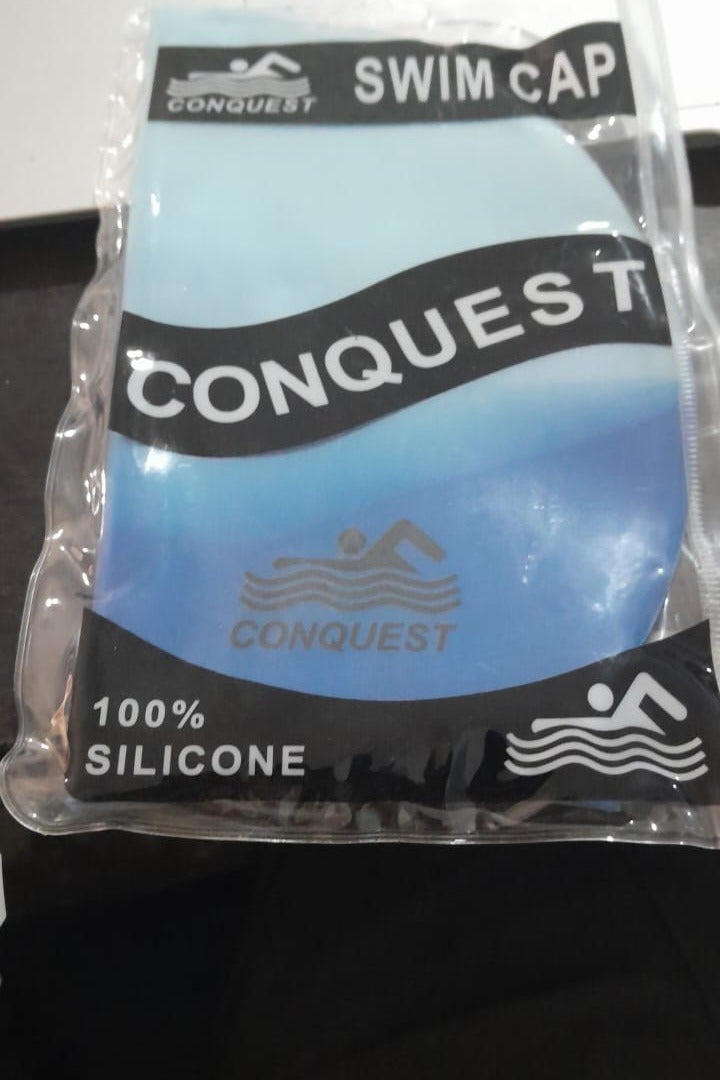 CONQUEST
SWIM CAP
CONQUEST
CONQUEST
100%
SILICONE